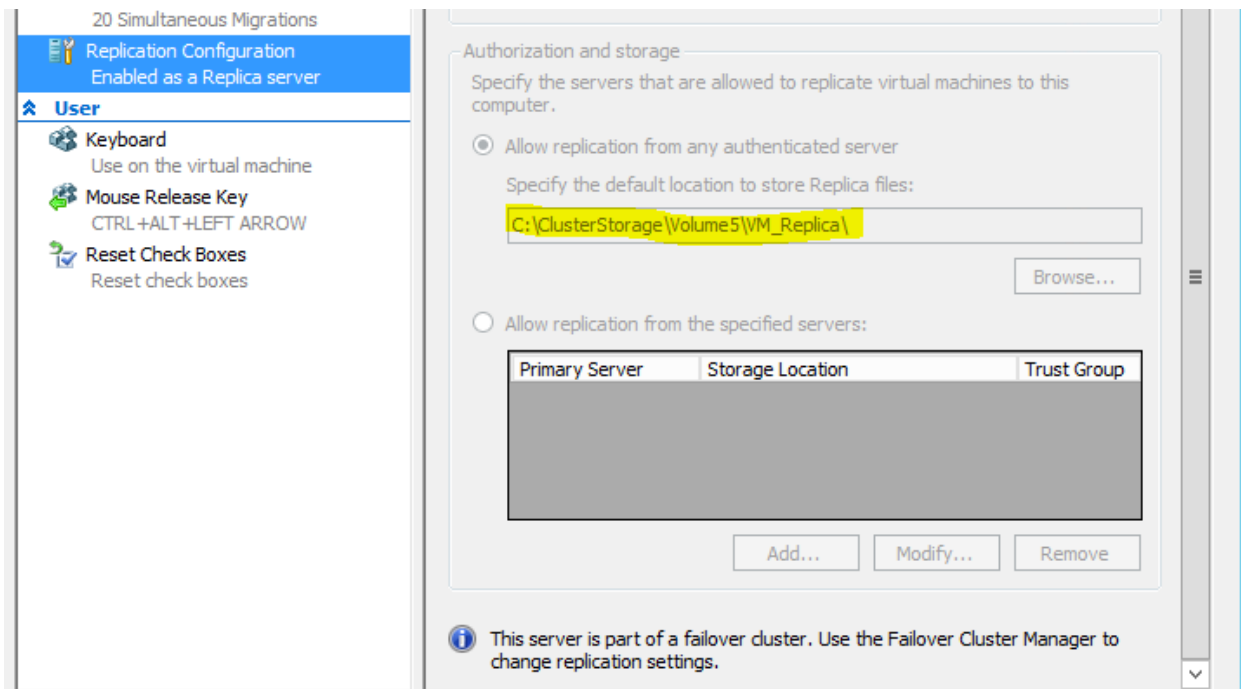 20 Simultaneous Migrations
Replication Configuration
Enabled as a Replica server
User
Keyboard
Use on the virtual machine
Mouse Release Key
CTRL+ALT+LEFT ARROW
Reset Check Boxes
Reset check boxes
Authorization and storage
Specify the servers that are allowed to replicate virtual machines to this
computer.
Allow replication from any authenticated server
Specify the default location to store Replica files:
C:\ClusterStorage\Volume5\VM_Replica\
Browse...
Allow replication from the specified servers:
Primary Server Storage Location Trust Group
Add... Modify... Remove
This server is part of a failover cluster. Use the Failover Cluster Manager to
change replication settings.